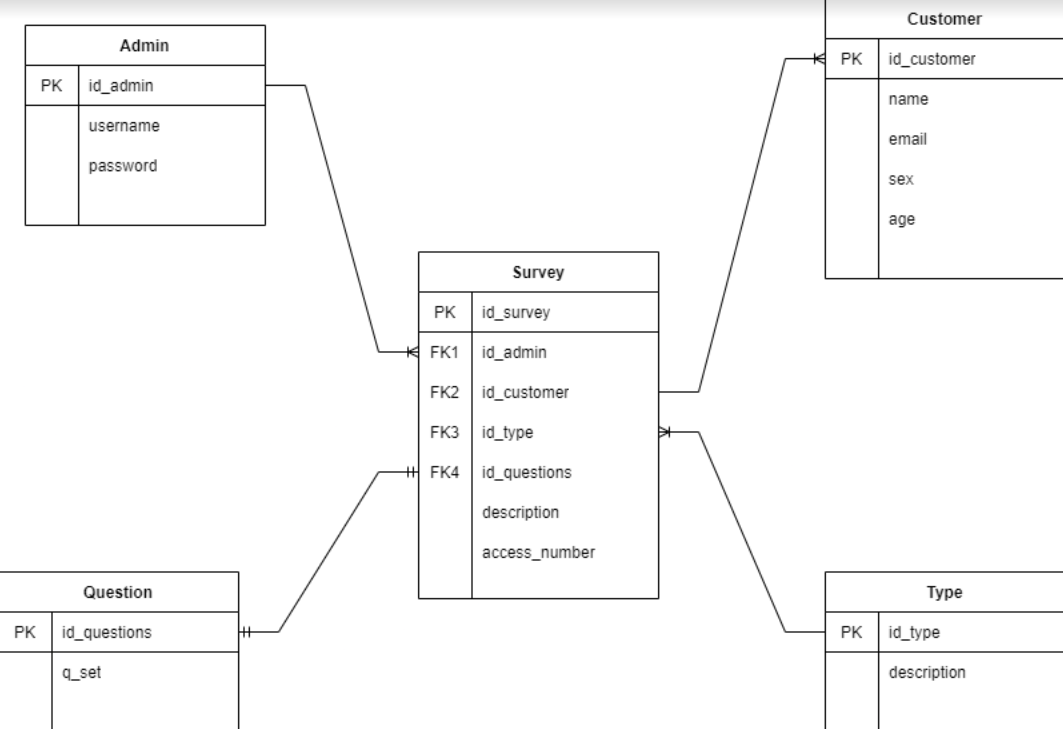 Admin
PK id_admin
username
password
Customer
PK id_customer
name
email
sex
age
Survey
PK id_survey
FK1 id_admin
FK2 id_customer
FK3 id_type
FK4 id_questions
description
access_number
Question
PK id_questions
q_set
Type
PK id_type
description